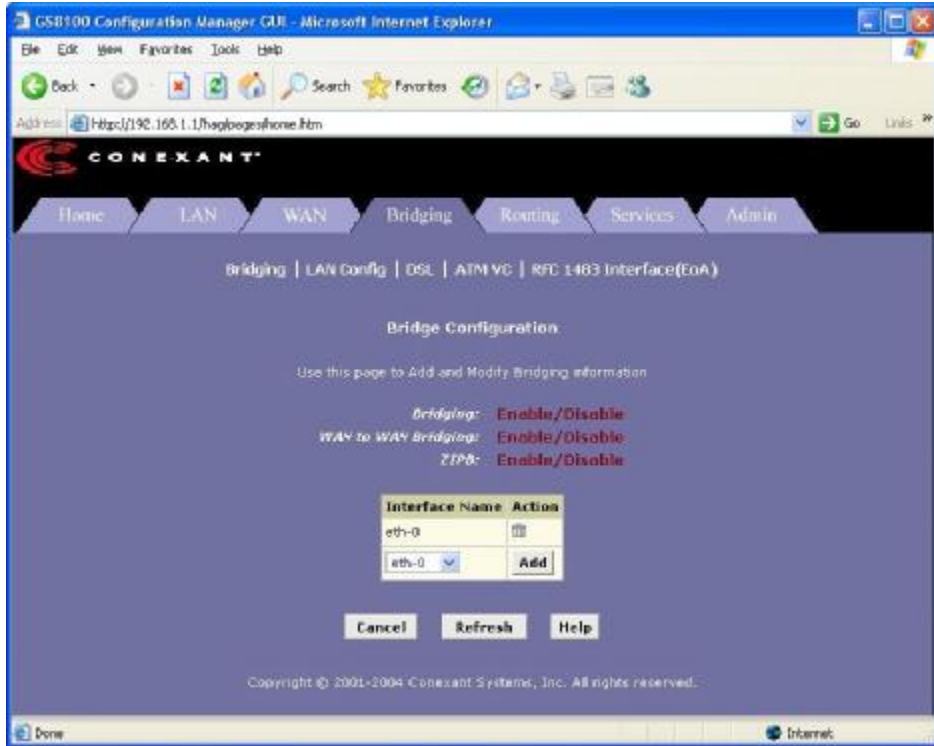 GS8100 Configuration Manager GUI - Microsoft Internet Explorer
File Edit View Favorites Tools Help
Back Search Favorites
Address http://192.168.1.1/hag/pages/home.htm Go Links »
CONEXANT
Home LAN WAN Bridging Routing Services Admin
Bridging | LAN Config | DSL | ATM VC | RFC 1483 Interface(EoA)
Bridge Configuration
Use this page to Add and Modify Bridging information
Bridging: Enable/Disable
WAN to WAN Bridging: Enable/Disable
ZIPB: Enable/Disable
Interface Name Action
eth-0
eth-0 Add
Cancel Refresh Help
Copyright © 2001-2004 Conexant Systems, Inc. All rights reserved.
Done Internet